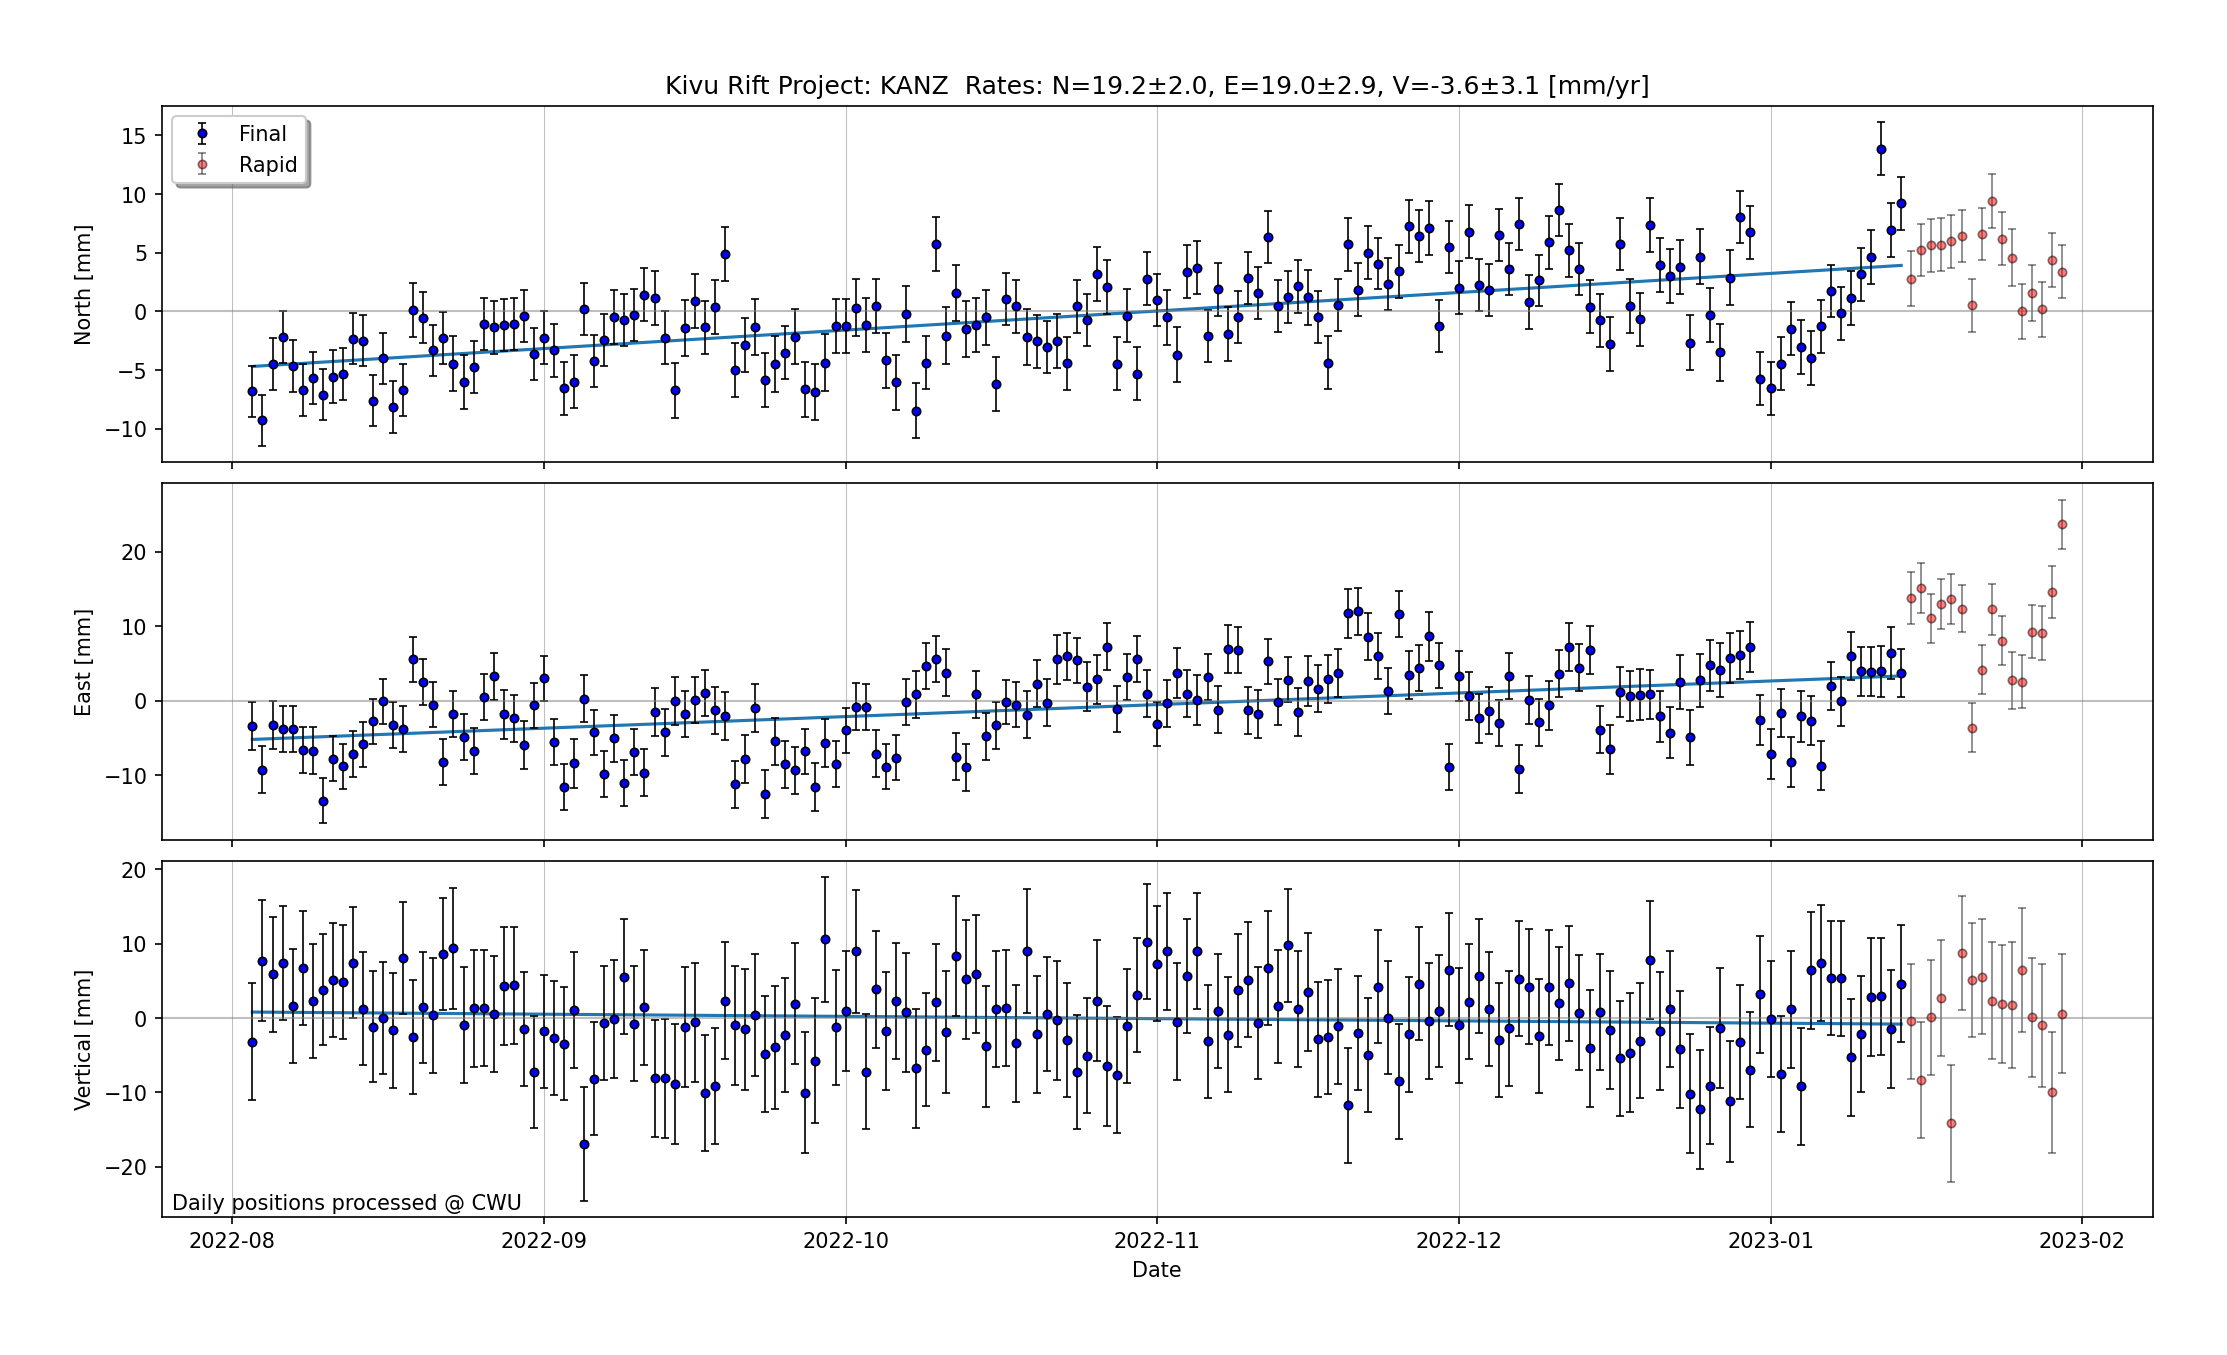 Kivu Rift Project: KANZ  Rates: N=19.2±2.0, E=19.0±2.9, V=-3.6±3.1 [mm/yr]
Final
Rapid
North [mm]
15
10
5
0
−5
−10
East [mm]
20
10
0
−10
Vertical [mm]
20
10
0
−10
−20
Daily positions processed @ CWU
2022-08 2022-09 2022-10 2022-11 2022-12 2023-01 2023-02
Date